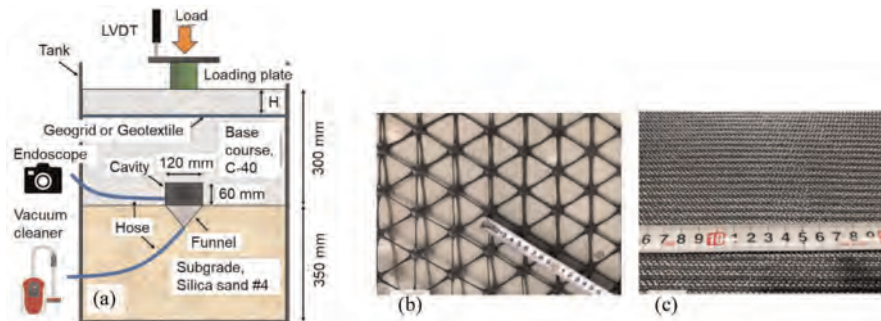 LVDT
Load
Tank
Loading plate
H
Geogrid or Geotextile
Base
course,
C-40
Endoscope
Cavity
120 mm
60 mm
300 mm
Vacuum
cleaner
Hose
Funnel
Subgrade,
Silica sand #4
350 mm
(a)
(b)
(c)
6 7 8 9 10 1 2 3 4 5 6 7 8 9